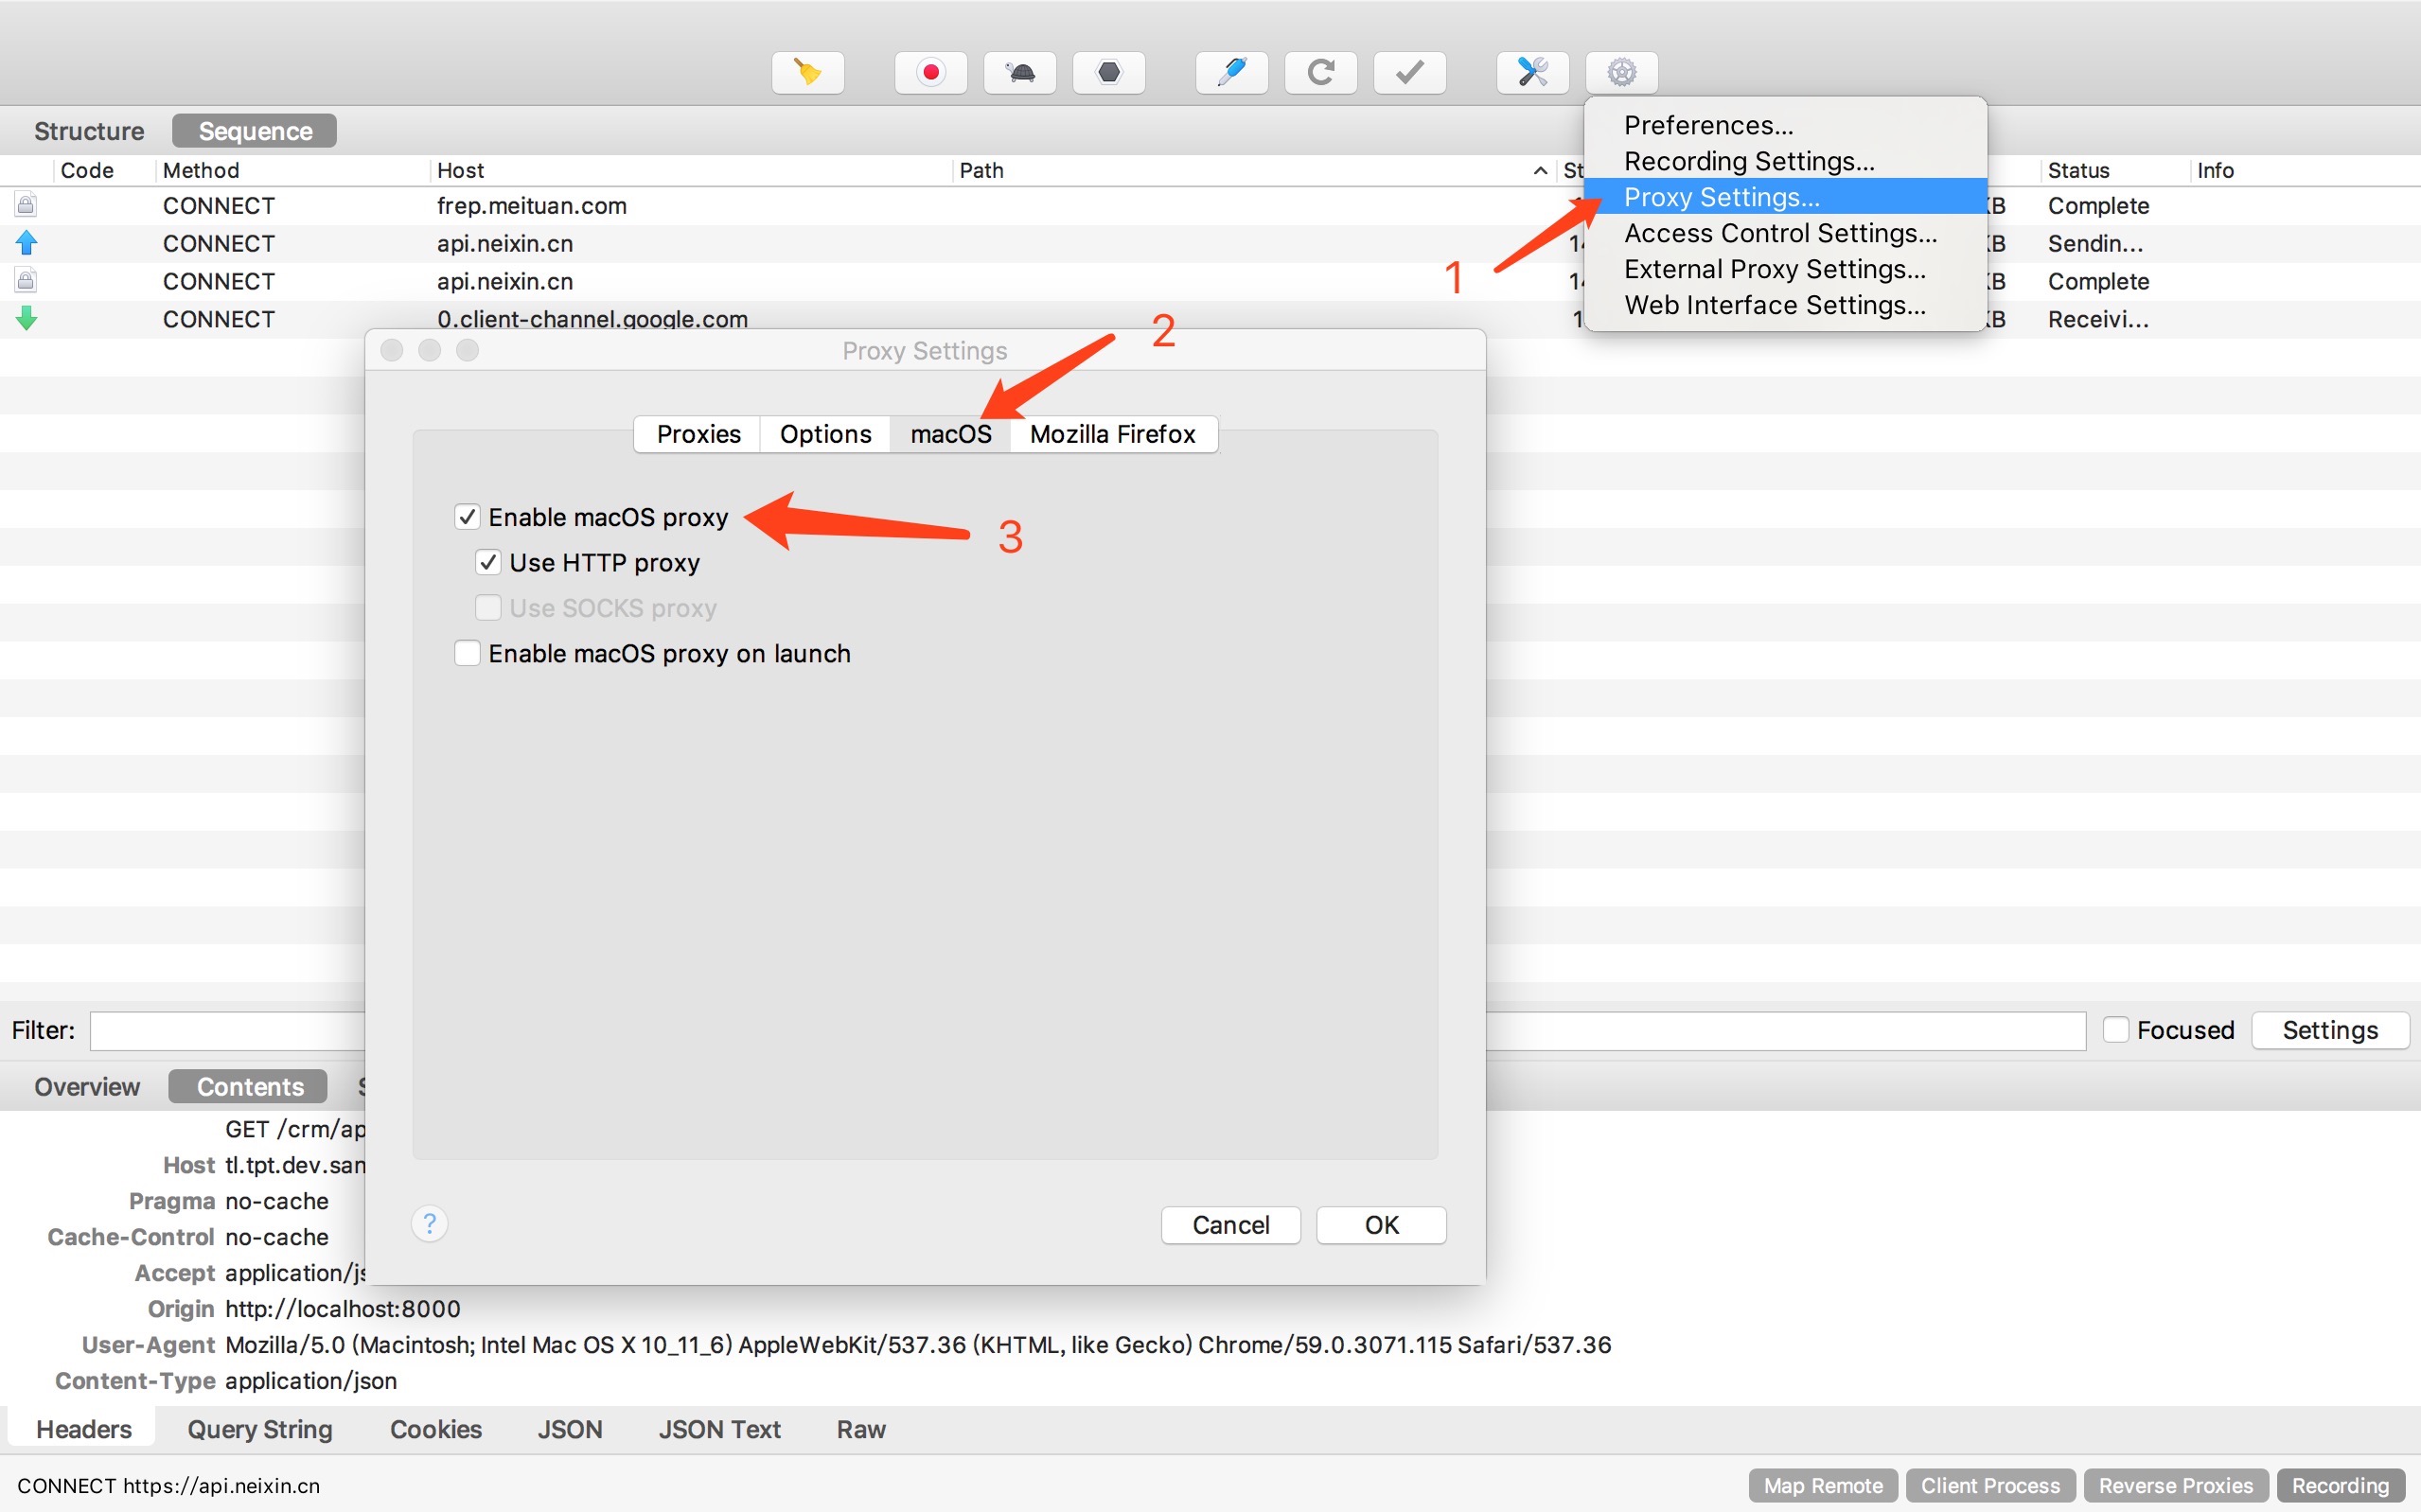 Structure Sequence
Code Method Host Path St Status Info
CONNECT frep.meituan.com KB Complete
CONNECT api.neixin.cn 14 KB Sendin...
CONNECT api.neixin.cn 14 KB Complete
CONNECT 0.client-channel.google.com 1 KB Receivi...
Preferences...
Recording Settings...
Proxy Settings...
Access Control Settings...
External Proxy Settings...
Web Interface Settings...
1
2
Proxy Settings
Proxies Options macOS Mozilla Firefox
Enable macOS proxy
3
Use HTTP proxy
Use SOCKS proxy
Enable macOS proxy on launch
? Cancel OK
Filter: Focused Settings
Overview Contents
GET /crm/ap
Host tl.tpt.dev.san
Pragma no-cache
Cache-Control no-cache
Accept application/js
Origin http://localhost:8000
User-Agent Mozilla/5.0 (Macintosh; Intel Mac OS X 10_11_6) AppleWebKit/537.36 (KHTML, like Gecko) Chrome/59.0.3071.115 Safari/537.36
Content-Type application/json
Headers Query String Cookies JSON JSON Text Raw
CONNECT https://api.neixin.cn Map Remote Client Process Reverse Proxies Recording